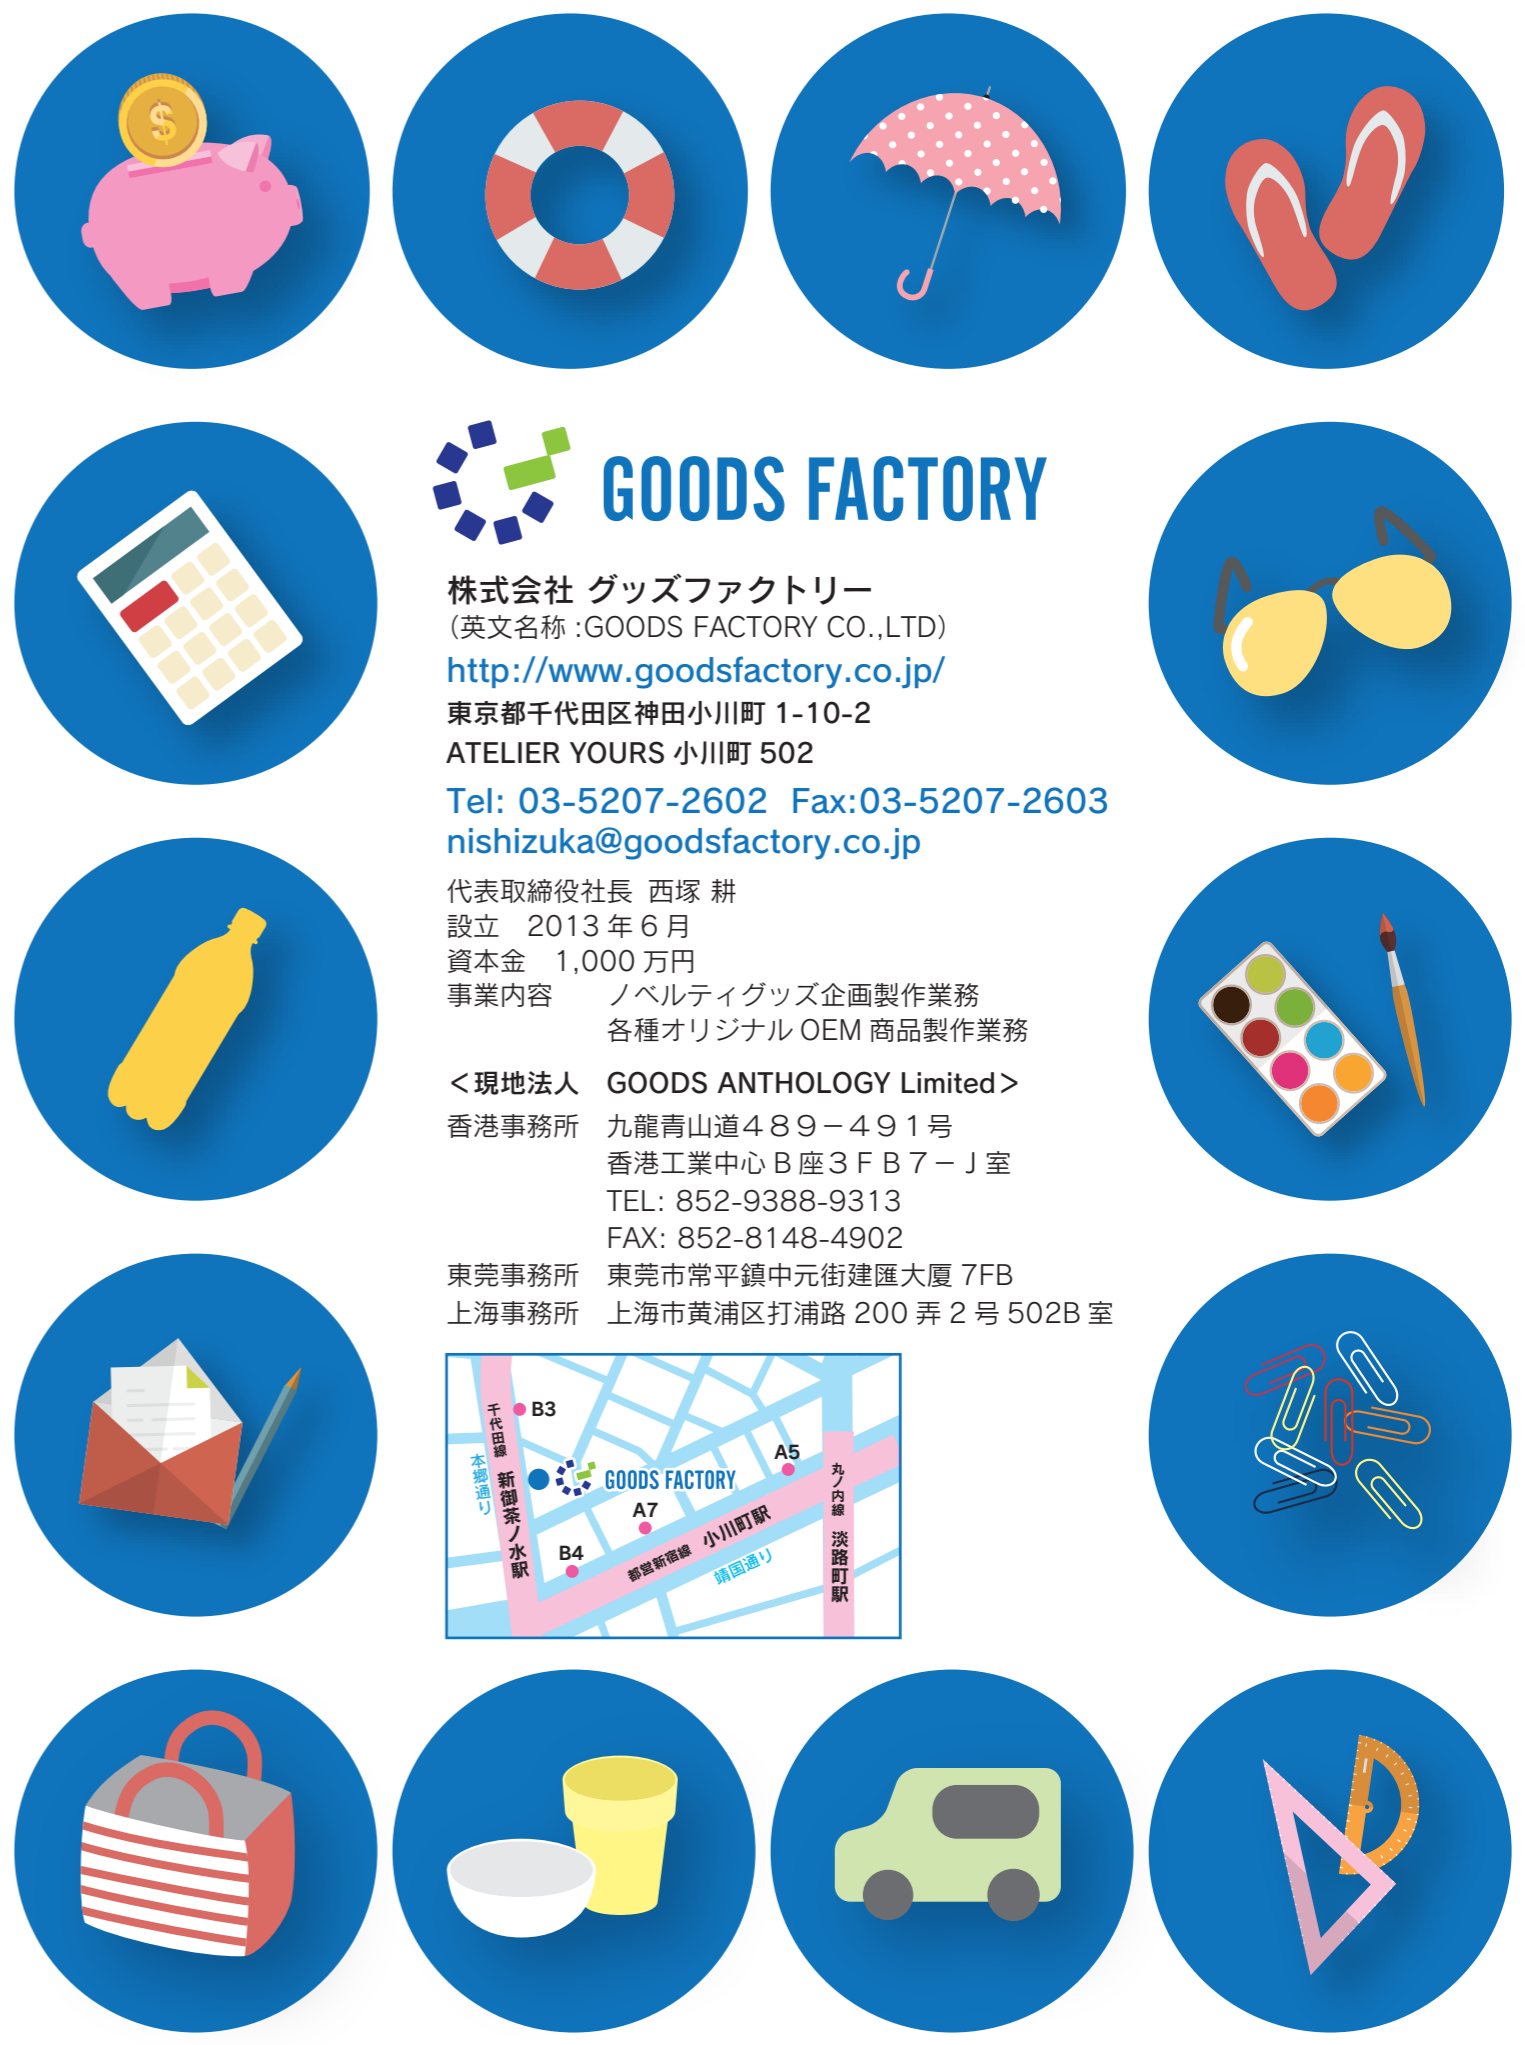 $
GOODS FACTORY
株式会社 グッズファクトリー
（英文名称 :GOODS FACTORY CO.,LTD）
http://www.goodsfactory.co.jp/
東京都千代田区神田小川町 1-10-2
ATELIER YOURS 小川町 502
Tel: 03-5207-2602 Fax:03-5207-2603
nishizuka@goodsfactory.co.jp
代表取締役社長 西塚 耕
設立　2013 年 6 月
資本金　1,000 万円
事業内容　　ノベルティグッズ企画製作業務
各種オリジナル OEM 商品製作業務
＜現地法人　GOODS ANTHOLOGY Limited＞
香港事務所　九龍青山道４８９－４９１号
香港工業中心 B 座３ＦＢ７－Ｊ室
TEL: 852-9388-9313
FAX: 852-8148-4902
東莞事務所　東莞市常平鎮中元街建匯大厦 7FB
上海事務所　上海市黄浦区打浦路 200 弄 2 号 502B 室
千代田線 新御茶ノ水駅
本郷通り
B3
GOODS FACTORY
A5
A7
B4
都営新宿線 小川町駅
靖国通り
丸ノ内線 淡路町駅